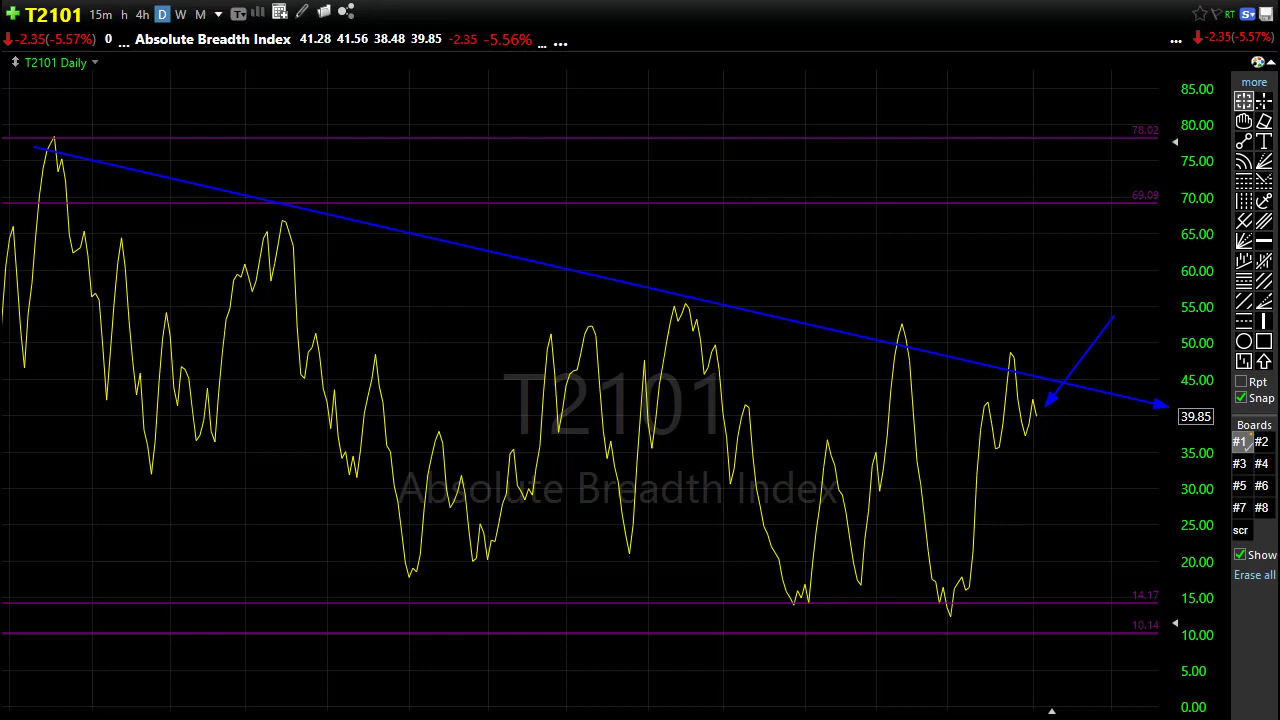 T2101 15m h 4h D W M T RT S
-2.35(-5.57%) 0 ... Absolute Breadth Index 41.28 41.56 38.48 39.85 -2.35 -5.56% ... ... ... -2.35(-5.57%)
T2101 Daily
more
85.00
80.00
78.02
75.00
70.00
69.09
65.00
60.00
55.00
50.00
45.00
39.85
35.00
30.00
25.00
20.00
15.00
14.17
10.14
10.00
5.00
0.00
T2101
Absolute Breadth Index
T
Rpt
Snap
Boards
#1 #2
#3 #4
#5 #6
#7 #8
scr
Show
Erase all